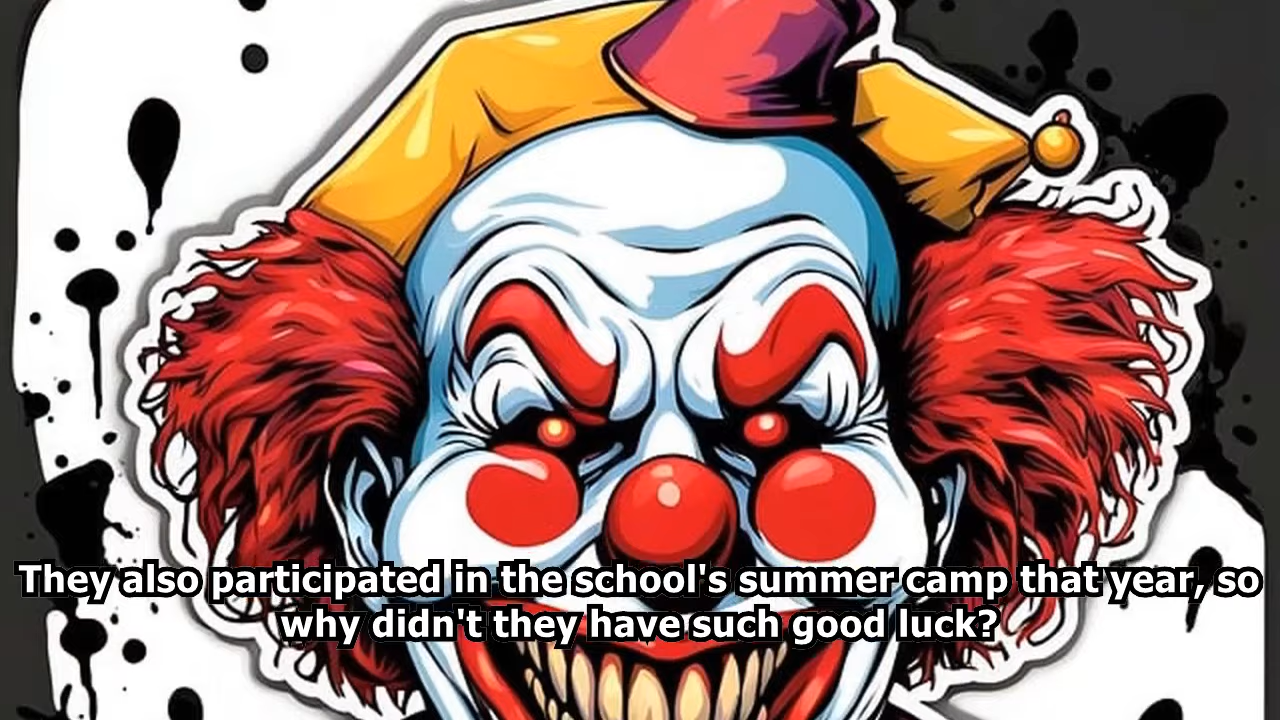 They also participated in the school's summer camp that year, so
why didn't they have such good luck?